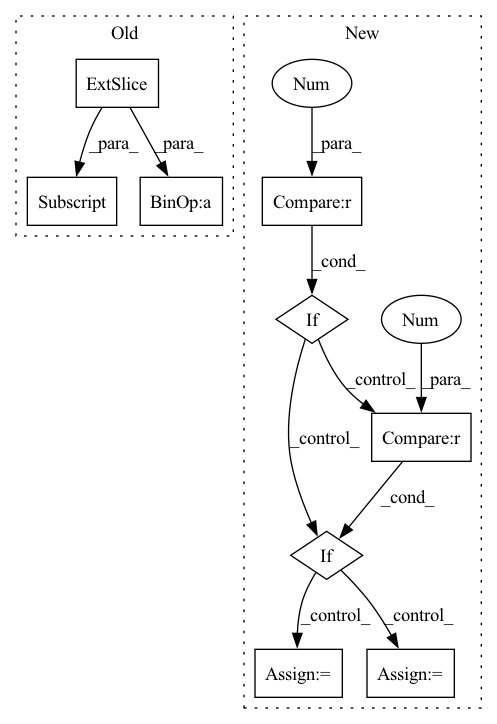 Old
New
ExtSlice
Num
_para_
_para_
_para_
Subscript
BinOp:a
Compare:r
_cond_
If
Num
_control_
_para_
_control_
Compare:r
_cond_
If
_control_
_control_
Assign:=
Assign:=